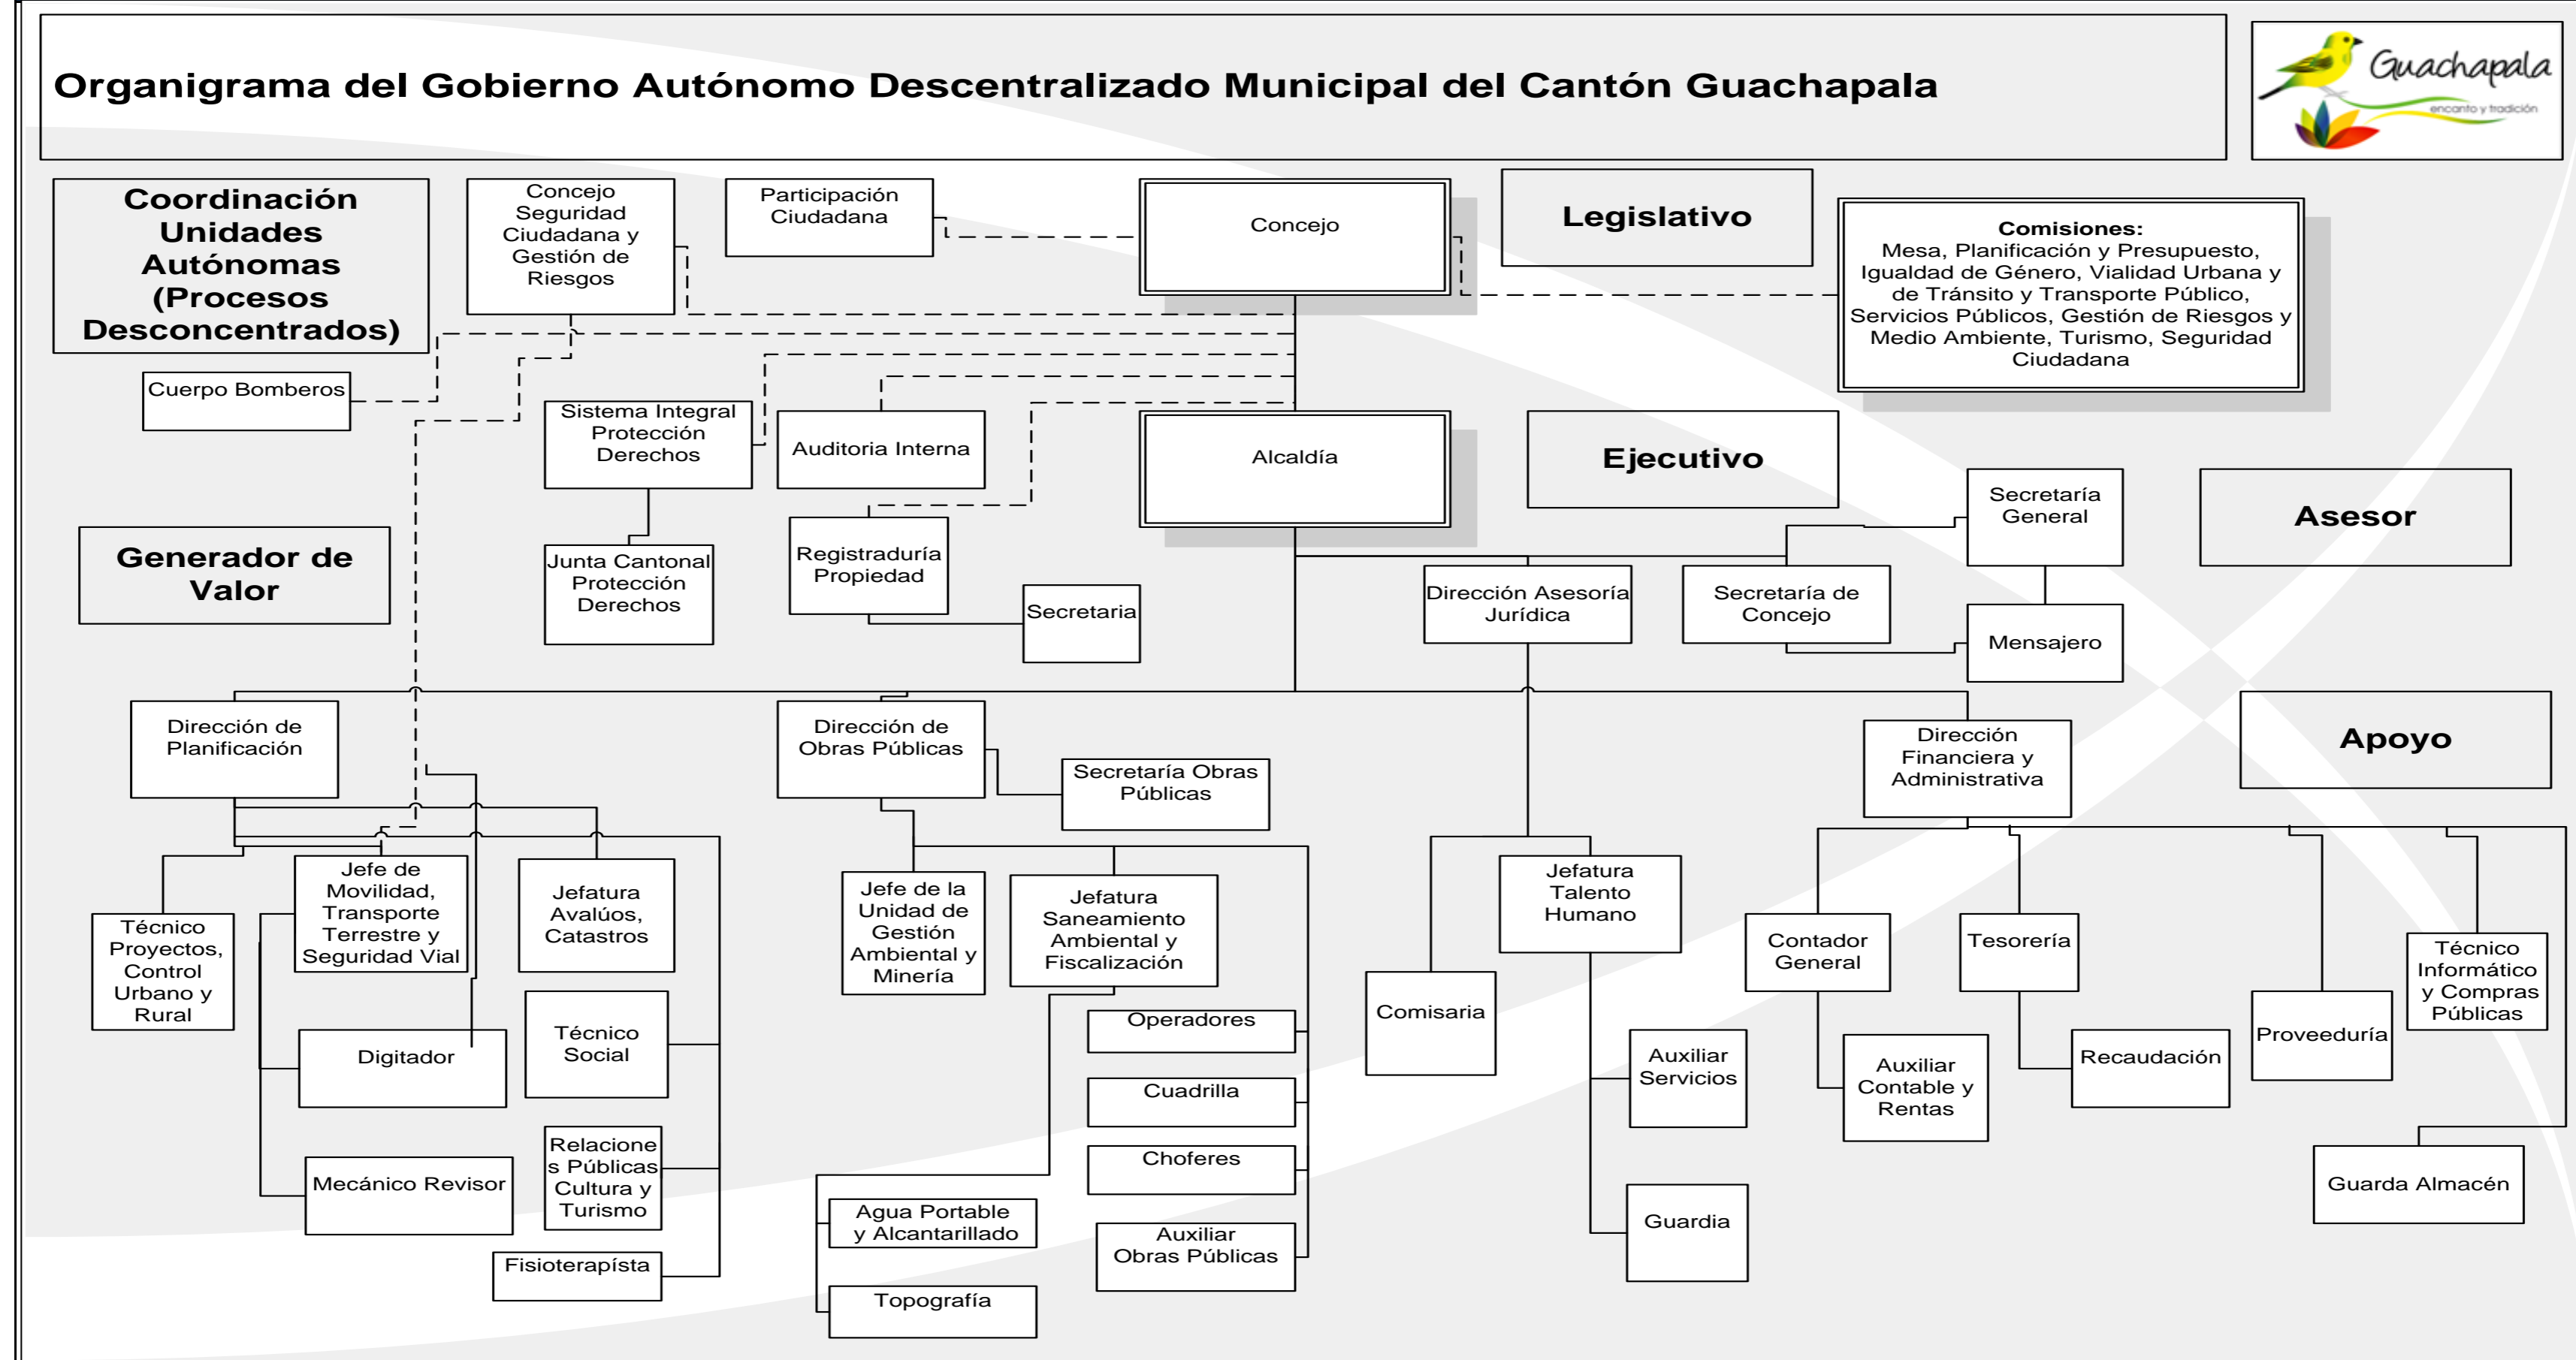 Organigrama del Gobierno Autónomo Descentralizado Municipal del Cantón Guachapala
Guachapala
encanto y tradición
Coordinación
Unidades
Autónomas
(Procesos
Desconcentrados)
Concejo
Seguridad
Ciudadana y
Gestión de
Riesgos
Participación
Ciudadana
Concejo
Legislativo
Comisiones:
Mesa, Planificación y Presupuesto,
Igualdad de Género, Vialidad Urbana y
de Tránsito y Transporte Público,
Servicios Públicos, Gestión de Riesgos y
Medio Ambiente, Turismo, Seguridad
Ciudadana
Cuerpo Bomberos
Sistema Integral
Protección
Derechos
Auditoria Interna
Alcaldía
Ejecutivo
Secretaría
General
Asesor
Generador de
Valor
Junta Cantonal
Protección
Derechos
Registraduría
Propiedad
Secretaria
Dirección Asesoría
Jurídica
Secretaría de
Concejo
Mensajero
Dirección de
Planificación
Dirección de
Obras Públicas
Secretaría Obras
Públicas
Dirección
Financiera y
Administrativa
Apoyo
Técnico
Proyectos,
Control
Urbano y
Rural
Jefe de
Movilidad,
Transporte
Terrestre y
Seguridad Vial
Jefatura
Avalúos,
Catastros
Jefe de la
Unidad de
Gestión
Ambiental y
Minería
Jefatura
Saneamiento
Ambiental y
Fiscalización
Jefatura
Talento
Humano
Contador
General
Tesorería
Técnico
Informático
y Compras
Públicas
Comisaria
Operadores
Proveeduría
Digitador
Técnico
Social
Cuadrilla
Auxiliar
Servicios
Auxiliar
Contable y
Rentas
Recaudación
Mecánico Revisor
Relacione
s Públicas
Cultura y
Turismo
Choferes
Guarda Almacén
Agua Portable
y Alcantarillado
Auxiliar
Obras Públicas
Guardia
Fisioterapísta
Topografía